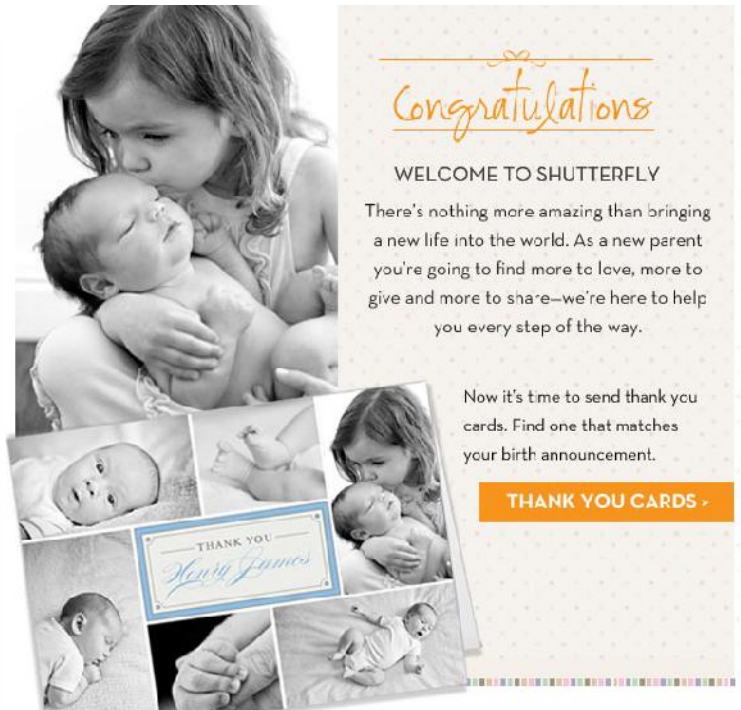 Congratulations
WELCOME TO SHUTTERFLY
There's nothing more amazing than bringing
a new life into the world. As a new parent
you're going to find more to love, more to
give and more to share—we're here to help
you every step of the way.
Now it's time to send thank you
cards. Find one that matches
your birth announcement.
THANK YOU CARDS >
THANK YOU
Henry James